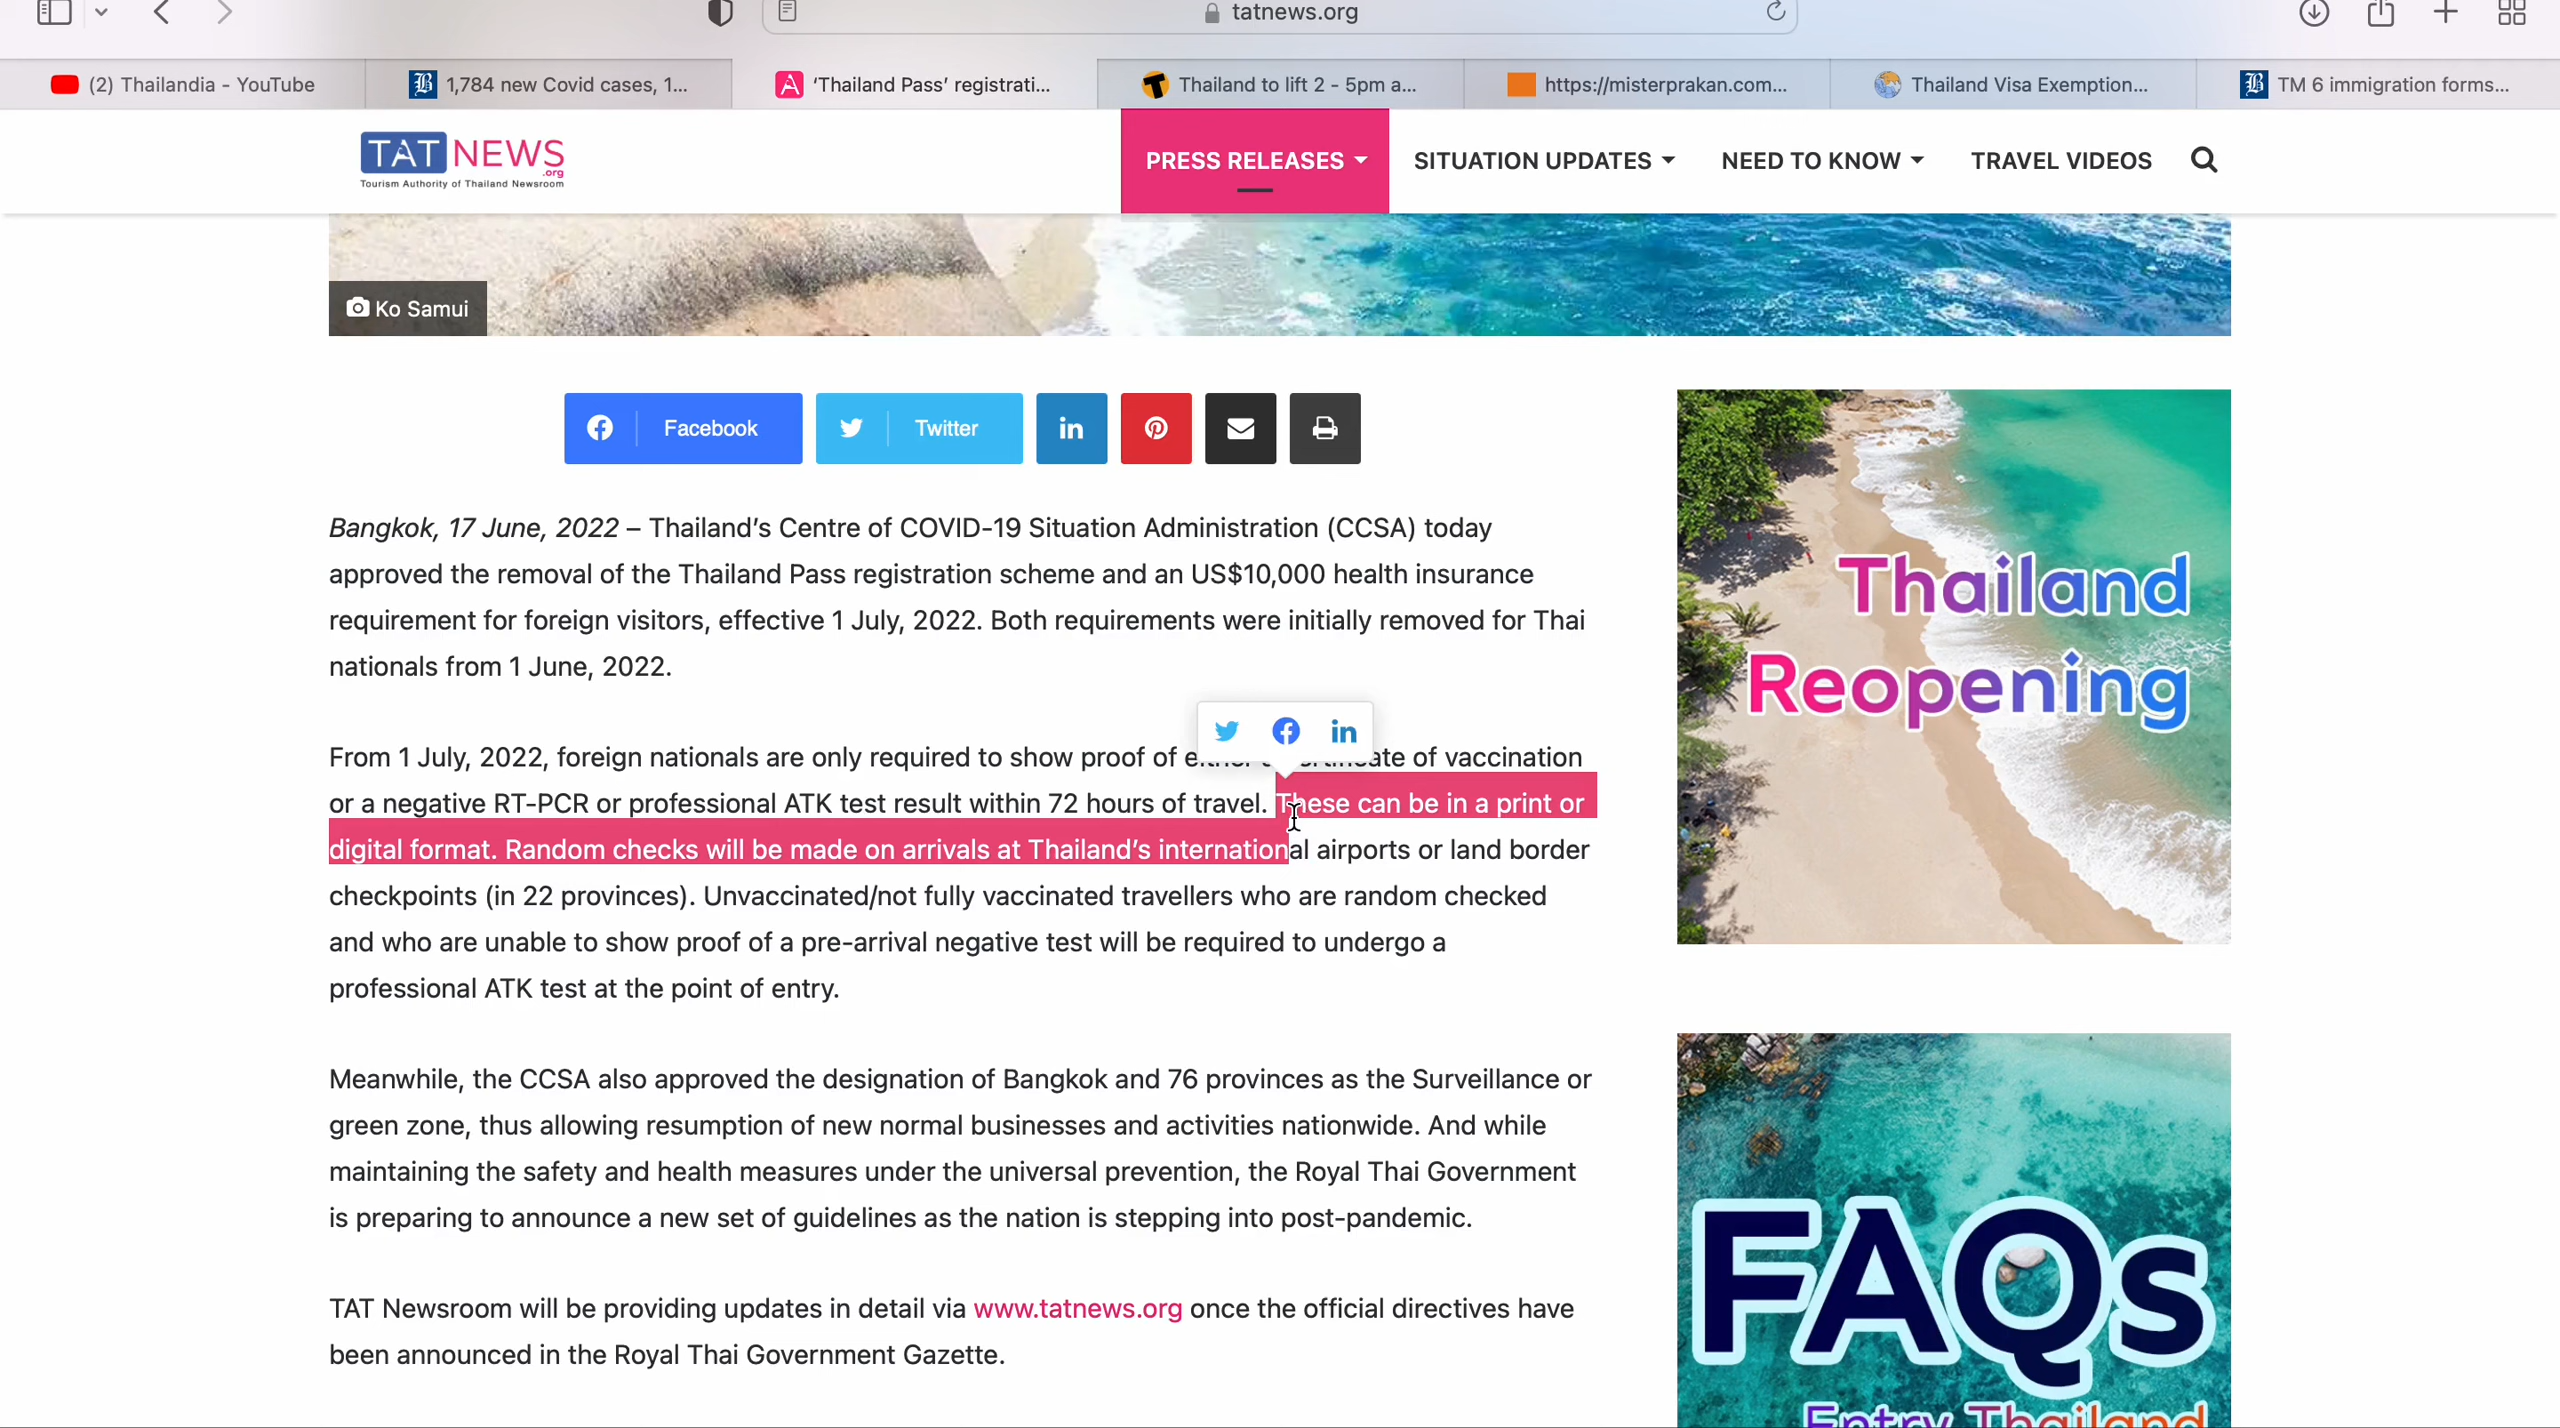 tatnews.org
(2) Thailandia - YouTube
1,784 new Covid cases, 1...
'Thailand Pass' registrati...
Thailand to lift 2 - 5pm a...
https://misterprakan.com...
Thailand Visa Exemption...
TM 6 immigration forms...
TAT NEWS
.org
Tourism Authority of Thailand Newsroom
PRESS RELEASES
SITUATION UPDATES
NEED TO KNOW
TRAVEL VIDEOS
Ko Samui
Facebook
Twitter
Bangkok, 17 June, 2022 – Thailand's Centre of COVID-19 Situation Administration (CCSA) today
approved the removal of the Thailand Pass registration scheme and an US$10,000 health insurance
requirement for foreign visitors, effective 1 July, 2022. Both requirements were initially removed for Thai
nationals from 1 June, 2022.
From 1 July, 2022, foreign nationals are only required to show proof of of vaccination
or a negative RT-PCR or professional ATK test result within 72 hours of travel. These can be in a print or
digital format. Random checks will be made on arrivals at Thailand's international airports or land border
checkpoints (in 22 provinces). Unvaccinated/not fully vaccinated travellers who are random checked
and who are unable to show proof of a pre-arrival negative test will be required to undergo a
professional ATK test at the point of entry.
Meanwhile, the CCSA also approved the designation of Bangkok and 76 provinces as the Surveillance or
green zone, thus allowing resumption of new normal businesses and activities nationwide. And while
maintaining the safety and health measures under the universal prevention, the Royal Thai Government
is preparing to announce a new set of guidelines as the nation is stepping into post-pandemic.
TAT Newsroom will be providing updates in detail via www.tatnews.org once the official directives have
been announced in the Royal Thai Government Gazette.
Thailand
Reopening
FAQs
Entry Thailand